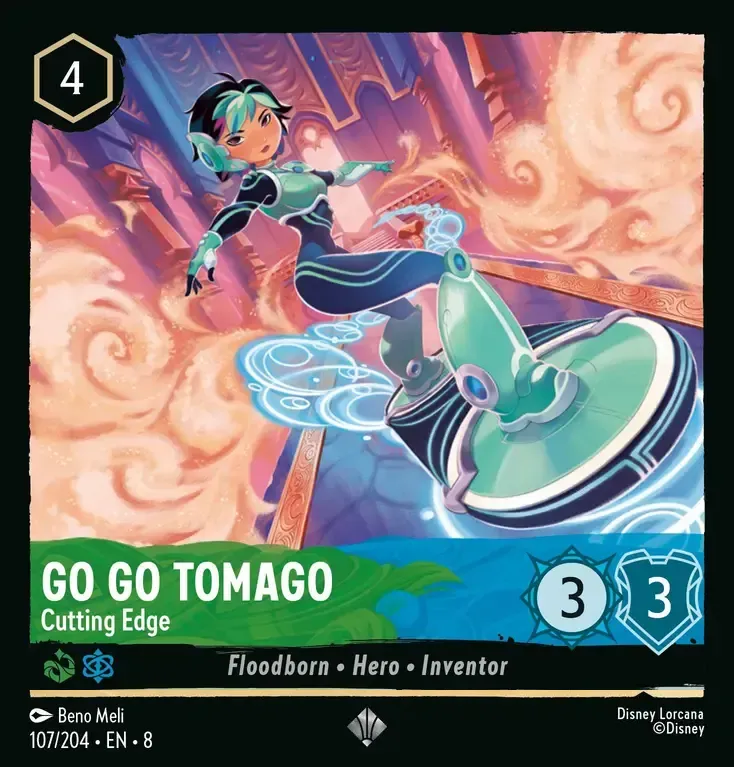 4
GO GO TOMAGO
Cutting Edge
3
3
Floodborn • Hero • Inventor
Beno Meli
Disney Lorcana
107/204 • EN • 8
©Disney